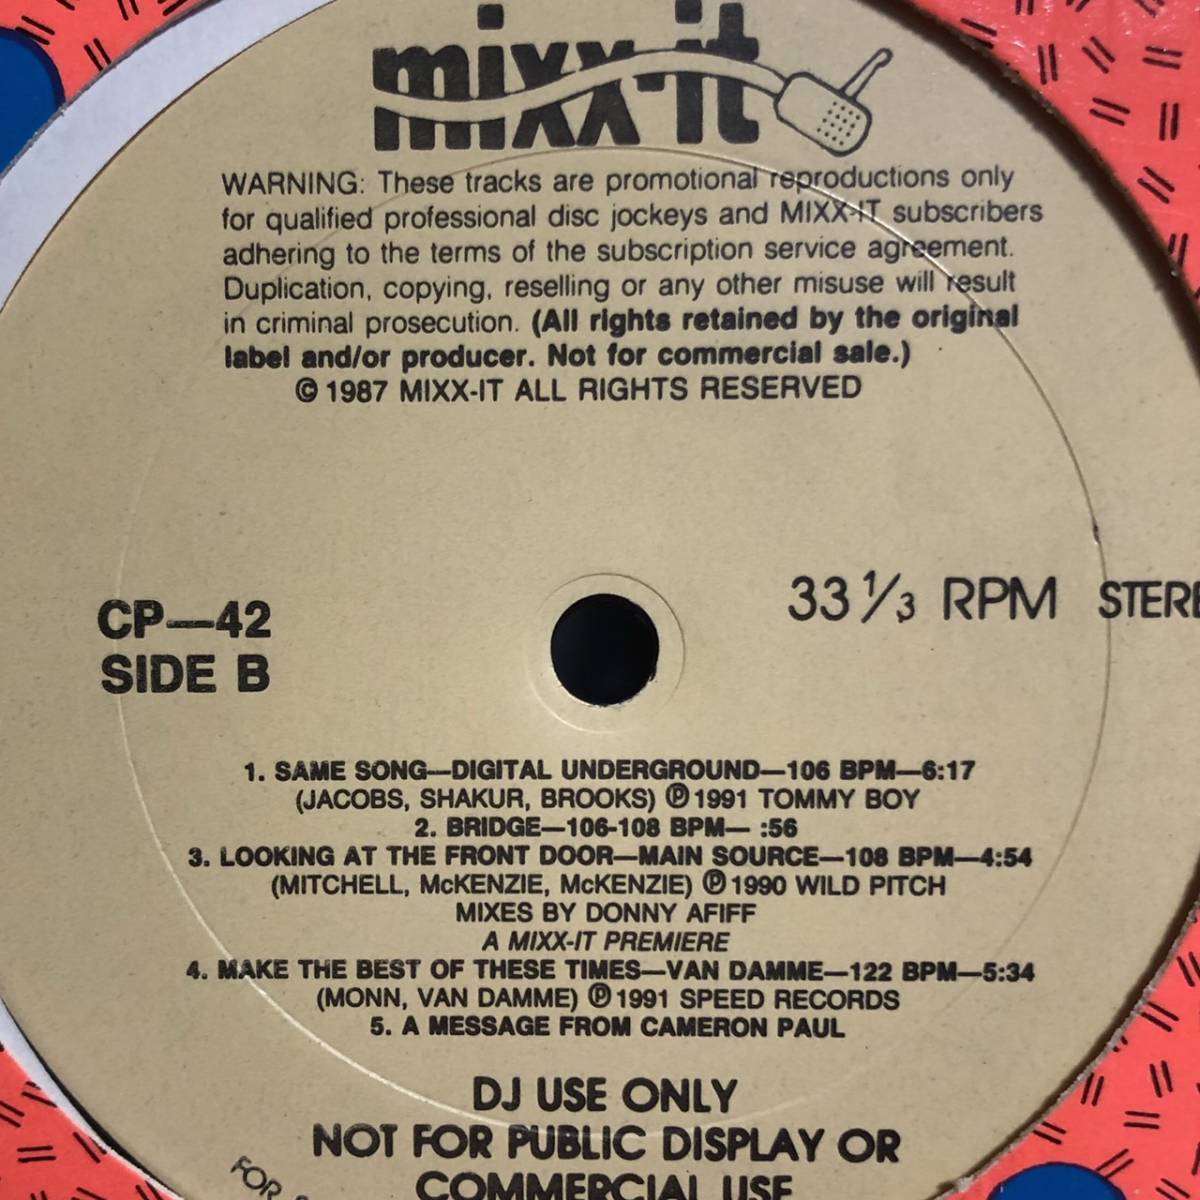 mixx-it
WARNING: These tracks are promotional reproductions only
for qualified professional disc jockeys and MIXX-IT subscribers
adhering to the terms of the subscription service agreement.
Duplication, copying, reselling or any other misuse will result
in criminal prosecution. (All rights retained by the original
label and/or producer. Not for commercial sale.)
© 1987 MIXX-IT ALL RIGHTS RESERVED
33 1/3 RPM STERE
CP—42
SIDE B
1. SAME SONG—DIGITAL UNDERGROUND—106 BPM—6:17
(JACOBS, SHAKUR, BROOKS) ℗ 1991 TOMMY BOY
2. BRIDGE—106-108 BPM— :56
3. LOOKING AT THE FRONT DOOR—MAIN SOURCE—108 BPM—4:54
(MITCHELL, McKENZIE, McKENZIE) ℗ 1990 WILD PITCH
MIXES BY DONNY AFIFF
A MIXX-IT PREMIERE
4. MAKE THE BEST OF THESE TIMES—VAN DAMME—122 BPM—5:34
(MONN, VAN DAMME) ℗ 1991 SPEED RECORDS
5. A MESSAGE FROM CAMERON PAUL
DJ USE ONLY
NOT FOR PUBLIC DISPLAY OR
COMMERCIAL USE
FOR